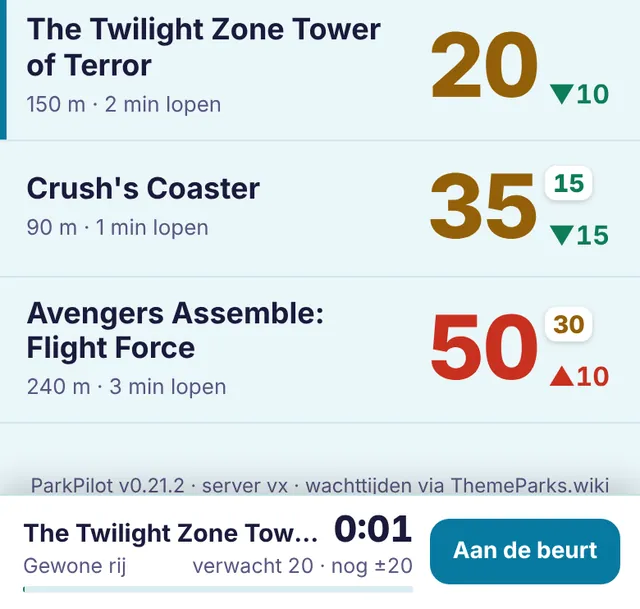 The Twilight Zone Tower
of Terror
150 m · 2 min lopen
20
▼10
Crush's Coaster
90 m · 1 min lopen
35
15
▼15
Avengers Assemble:
Flight Force
240 m · 3 min lopen
50
30
▲10
ParkPilot v0.21.2 · server vx · wachttijden via ThemeParks.wiki
The Twilight Zone Tow... 0:01
Gewone rij verwacht 20 · nog ±20
Aan de beurt